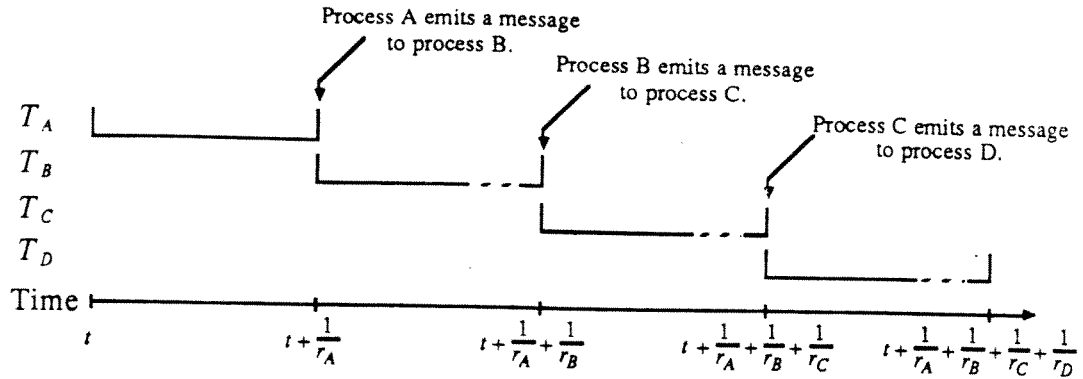 Process A emits a message
to process B.
Process B emits a message
to process C.
Process C emits a message
to process D.
T_A
T_B
T_C
T_D
Time
t
t + 1/r_A
t + 1/r_A + 1/r_B
t + 1/r_A + 1/r_B + 1/r_C
t + 1/r_A + 1/r_B + 1/r_C + 1/r_D